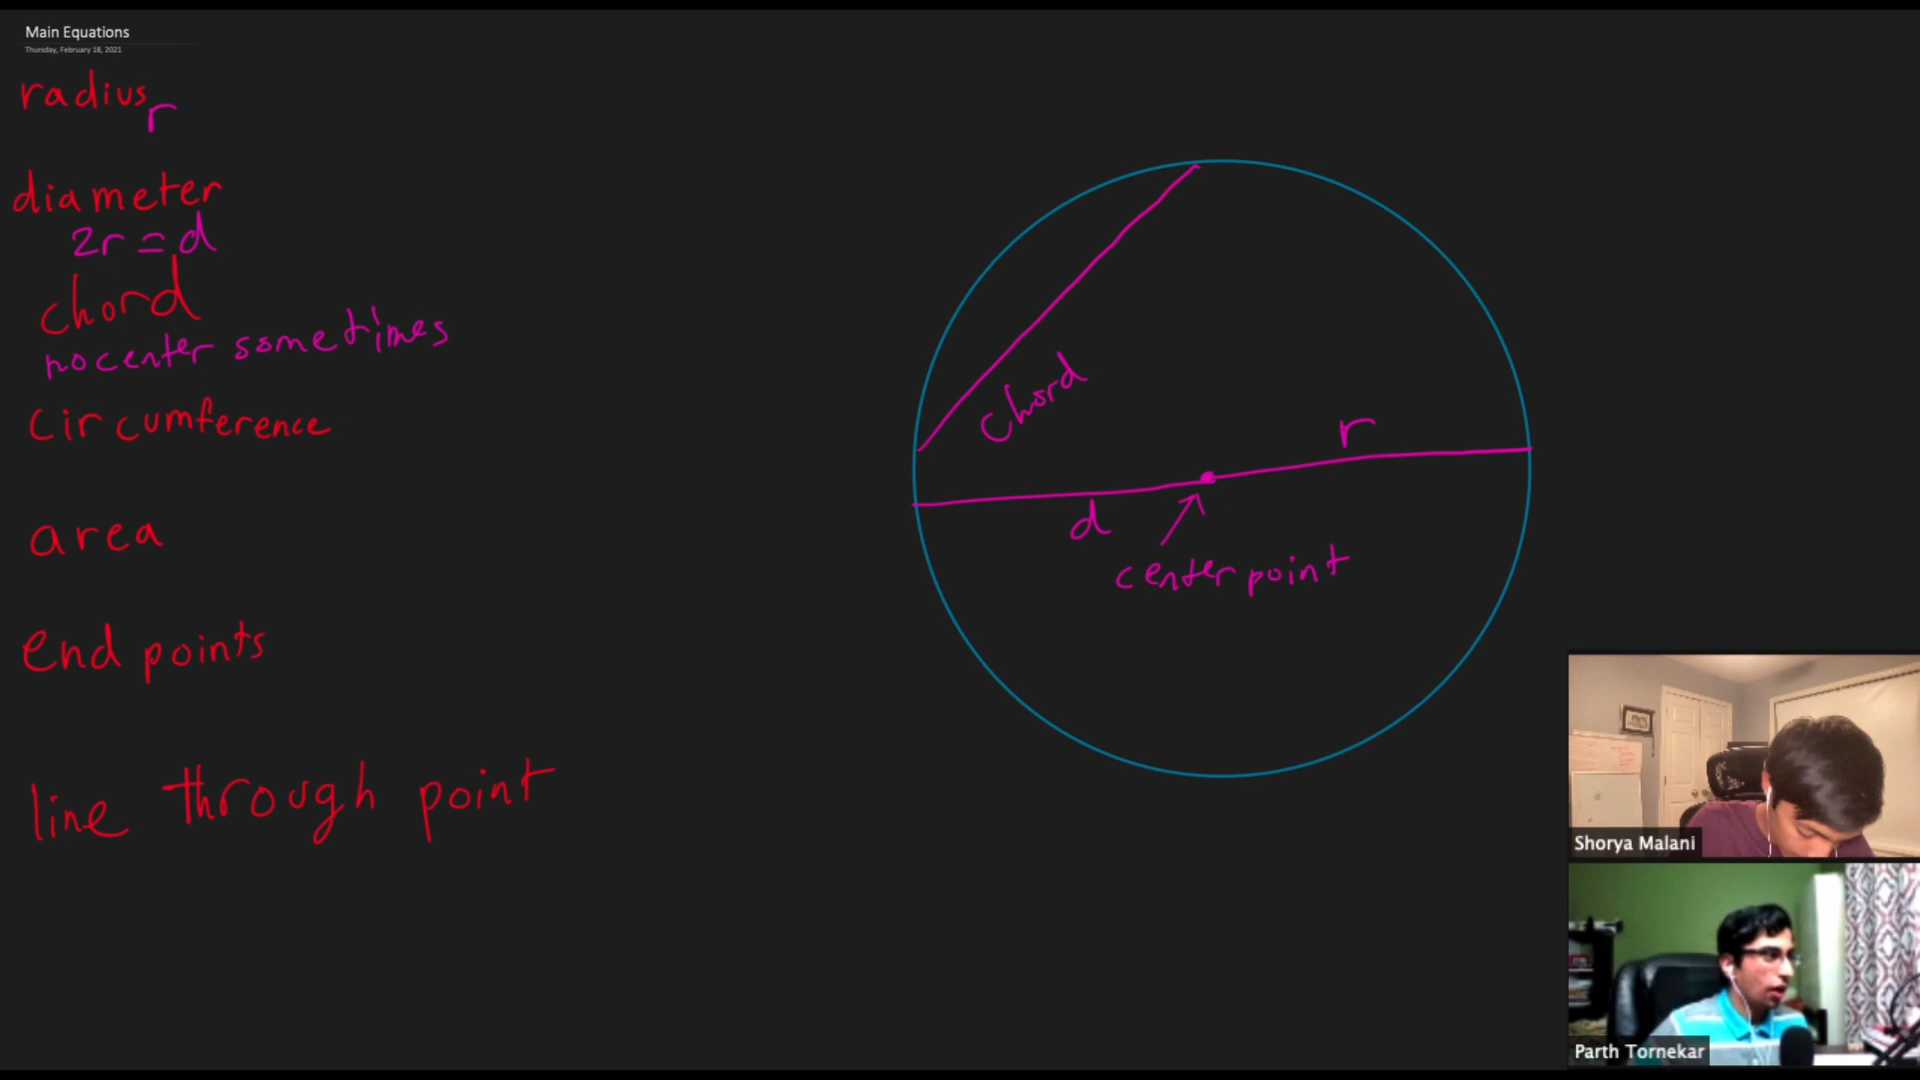 Main Equations
Thursday, February 18, 2021
radius
r
diameter
2r = d
chord
no center sometimes
circumference
area
end points
line through point
chord
r
d
center point
Shorya Malani
Parth Tornekar